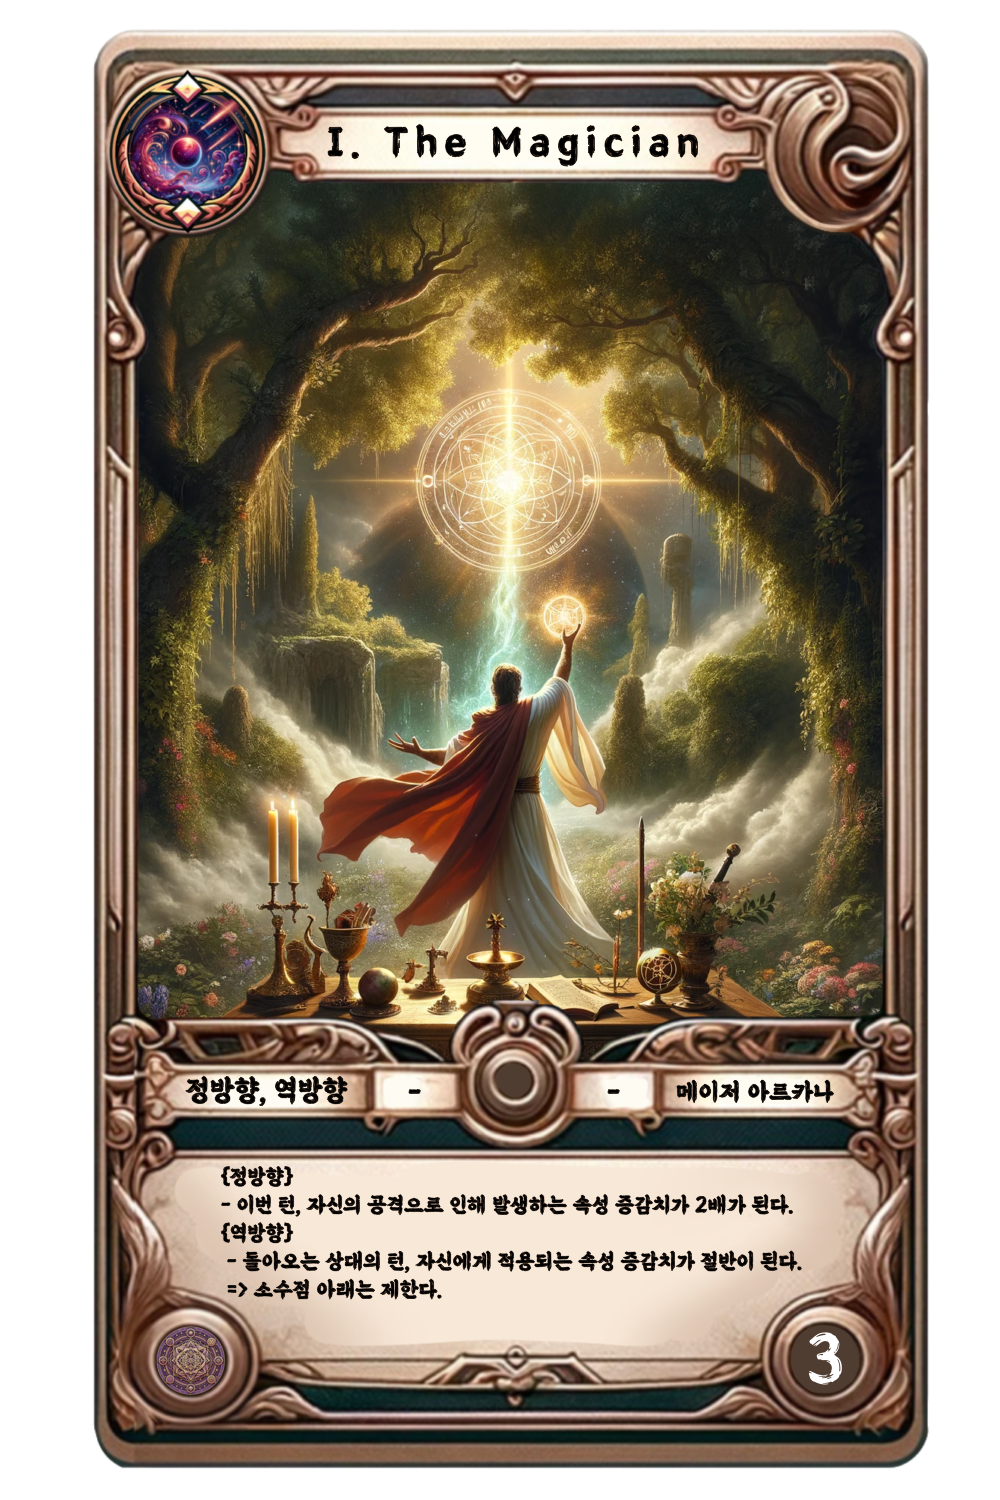 I. The Magician
정방향, 역방향 - - 메이저 아르카나
{정방향}
- 이번 턴, 자신의 공격으로 인해 발생하는 속성 증감치가 2배가 된다.
{역방향}
- 돌아오는 상대의 턴, 자신에게 적용되는 속성 증감치가 절반이 된다.
=> 소수점 아래는 제한다.
3